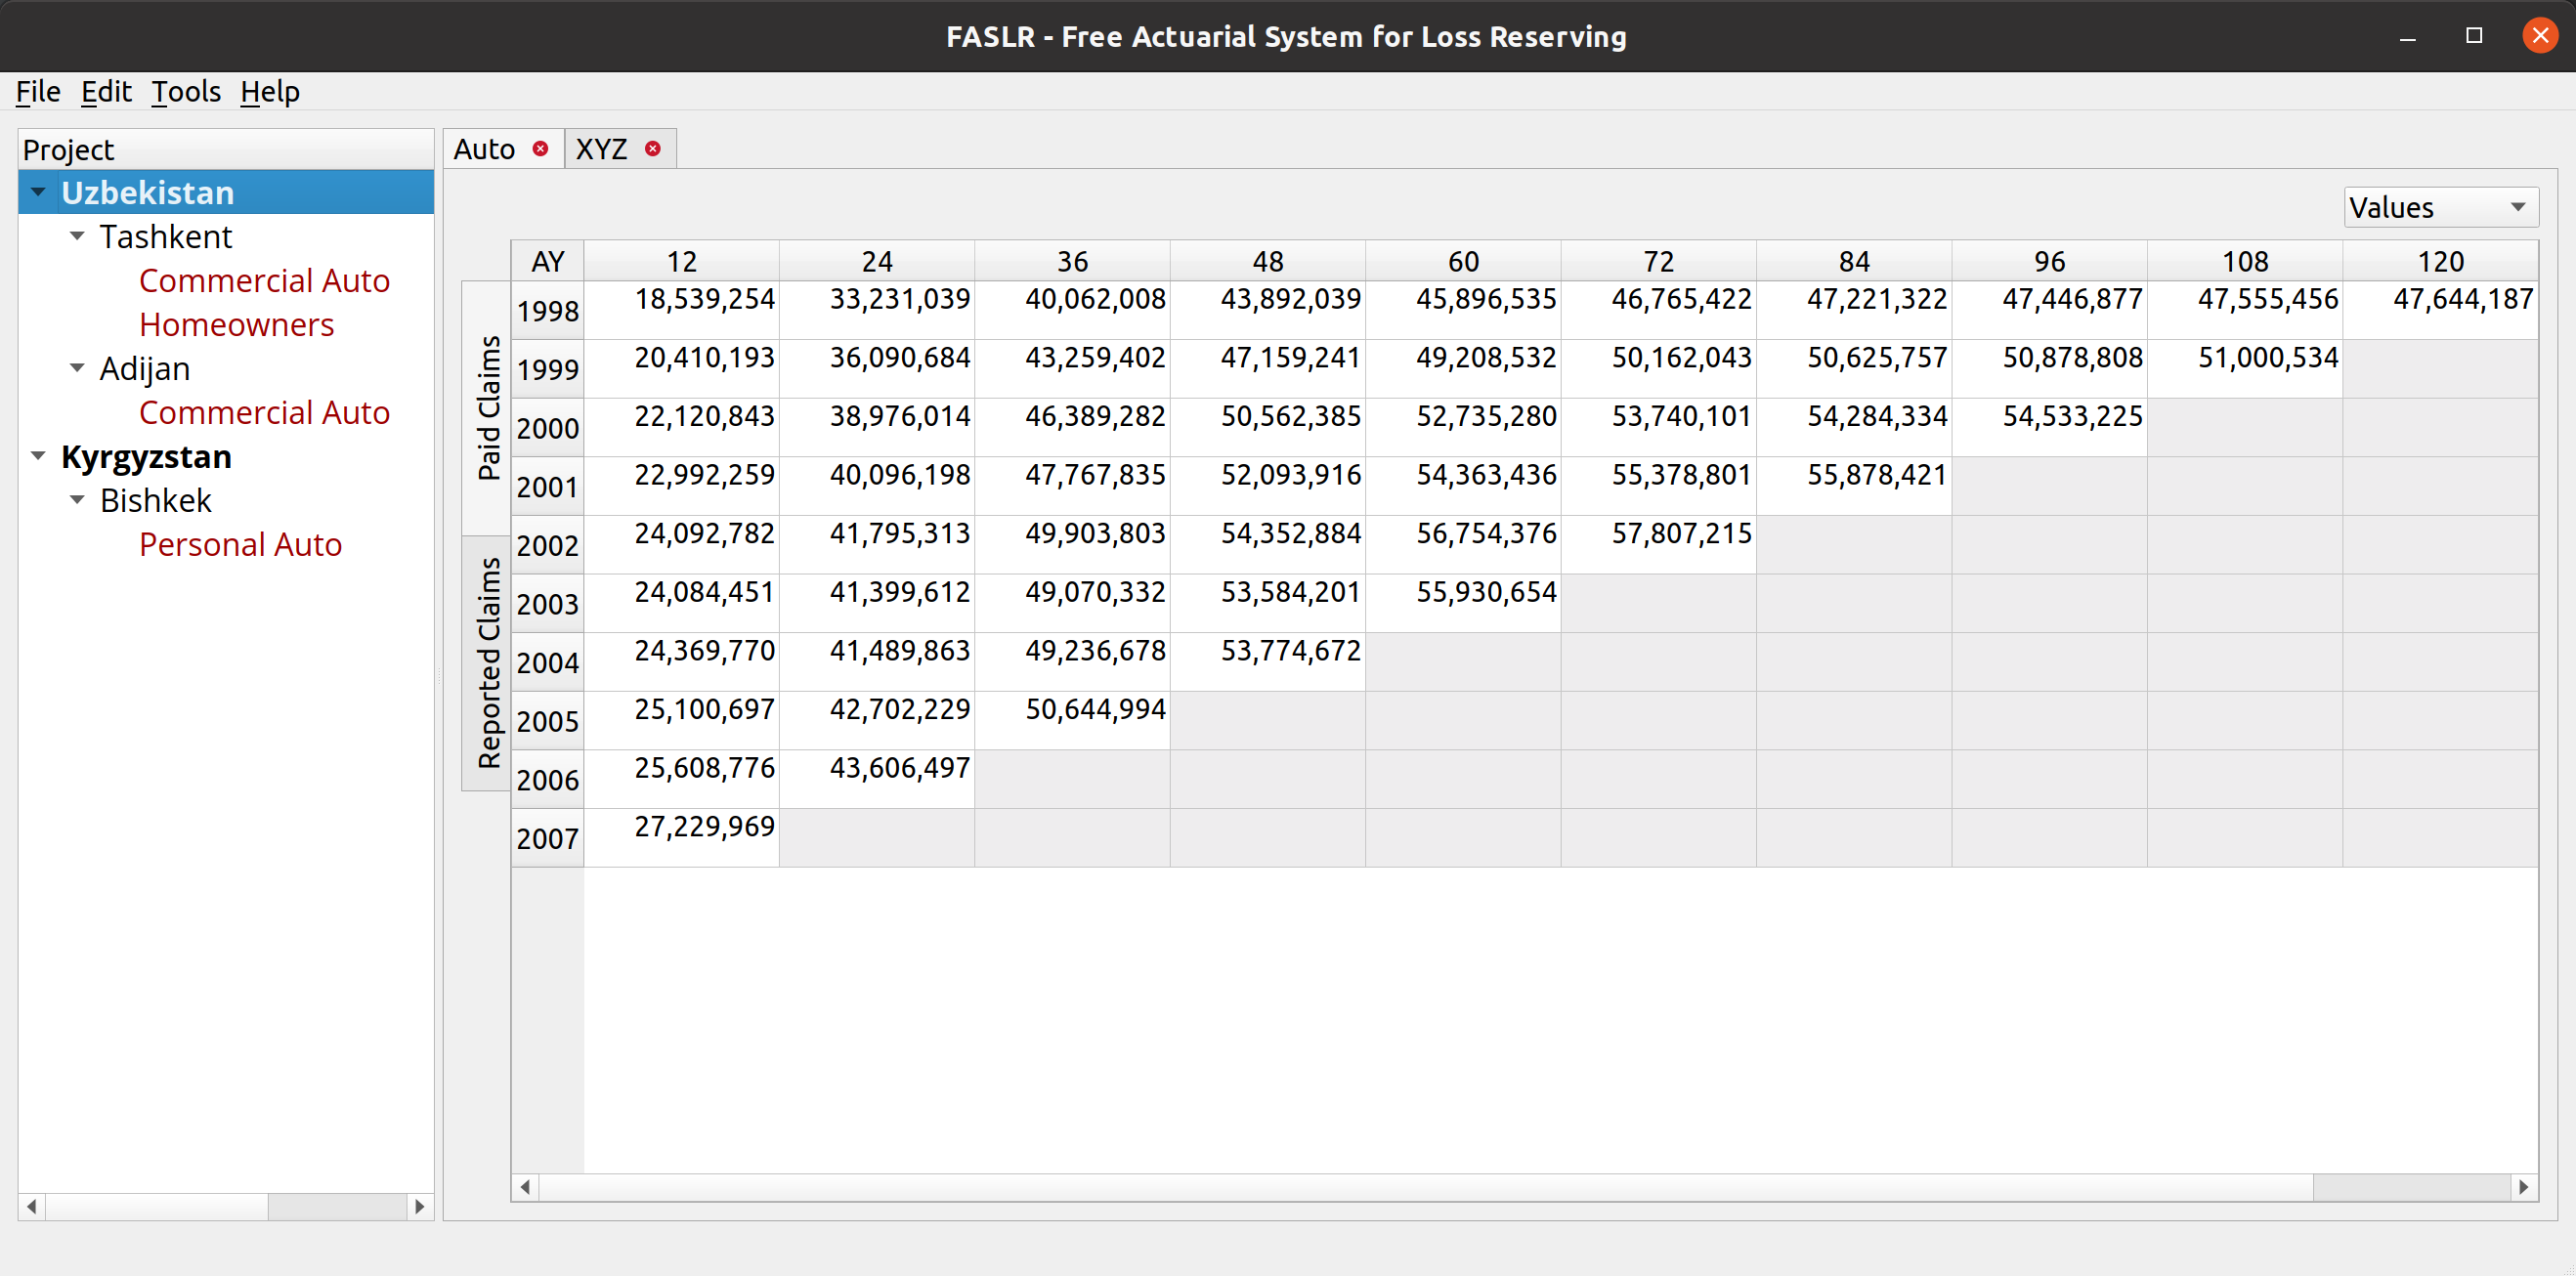 FASLR - Free Actuarial System for Loss Reserving
File Edit Tools Help
Project
Uzbekistan
Tashkent
Commercial Auto
Homeowners
Adijan
Commercial Auto
Kyrgyzstan
Bishkek
Personal Auto
Auto XYZ
Values
Paid Claims
Reported Claims
AY 12 24 36 48 60 72 84 96 108 120
1998 18,539,254 33,231,039 40,062,008 43,892,039 45,896,535 46,765,422 47,221,322 47,446,877 47,555,456 47,644,187
1999 20,410,193 36,090,684 43,259,402 47,159,241 49,208,532 50,162,043 50,625,757 50,878,808 51,000,534
2000 22,120,843 38,976,014 46,389,282 50,562,385 52,735,280 53,740,101 54,284,334 54,533,225
2001 22,992,259 40,096,198 47,767,835 52,093,916 54,363,436 55,378,801 55,878,421
2002 24,092,782 41,795,313 49,903,803 54,352,884 56,754,376 57,807,215
2003 24,084,451 41,399,612 49,070,332 53,584,201 55,930,654
2004 24,369,770 41,489,863 49,236,678 53,774,672
2005 25,100,697 42,702,229 50,644,994
2006 25,608,776 43,606,497
2007 27,229,969